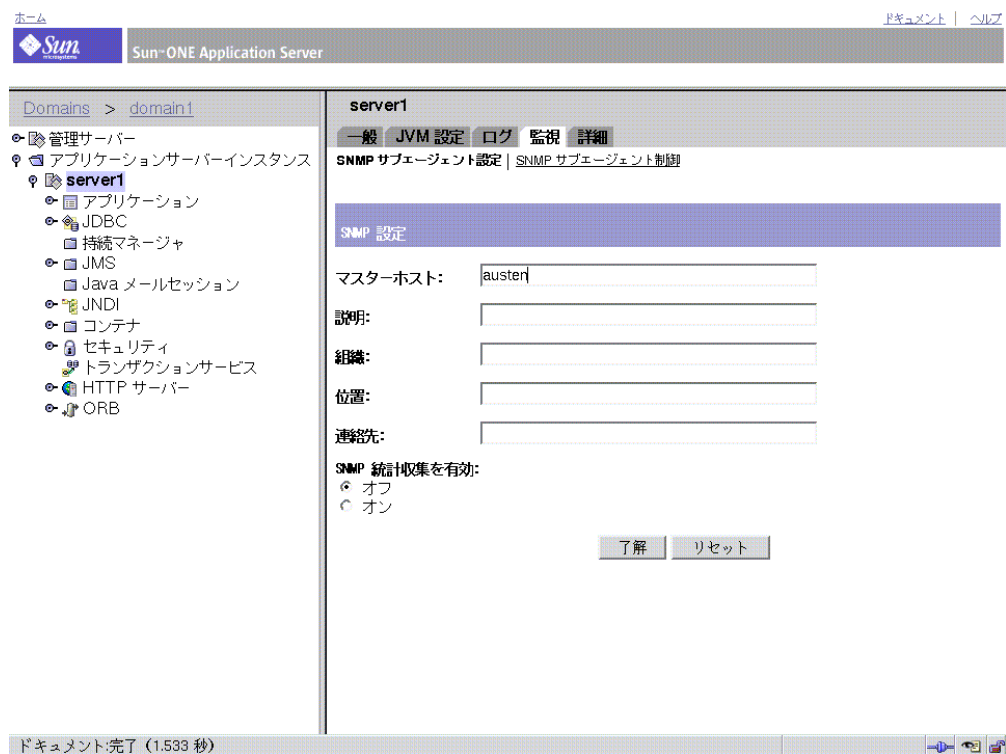 ホーム
ドキュメント | ヘルプ
Sun microsystems
Sun™ONE Application Server
Domains > domain1
管理サーバー
アプリケーションサーバーインスタンス
server1
アプリケーション
JDBC
持続マネージャ
JMS
Java メールセッション
JNDI
コンテナ
セキュリティ
トランザクションサービス
HTTP サーバー
ORB
server1
一般 JVM 設定 ログ 監視 詳細
SNMP サブエージェント設定 | SNMP サブエージェント制御
SNMP 設定
マスターホスト: austen
説明:
組織:
位置:
連絡先:
SNMP 統計収集を有効:
オフ
オン
了解 リセット
ドキュメント:完了 (1.533 秒)